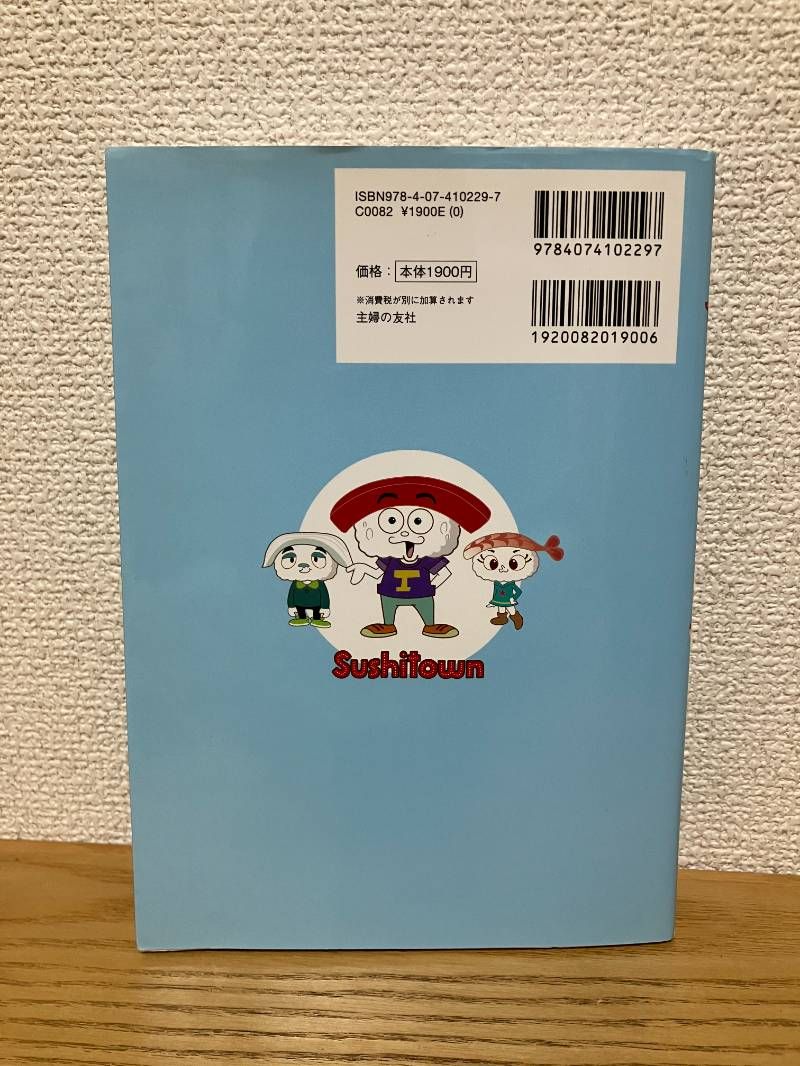 ISBN978-4-07-410229-7
C0082 ¥1900E (0)
9784074102297
価格：本体1900円
※消費税が別に加算されます
主婦の友社
1920082019006
T
Sushitown